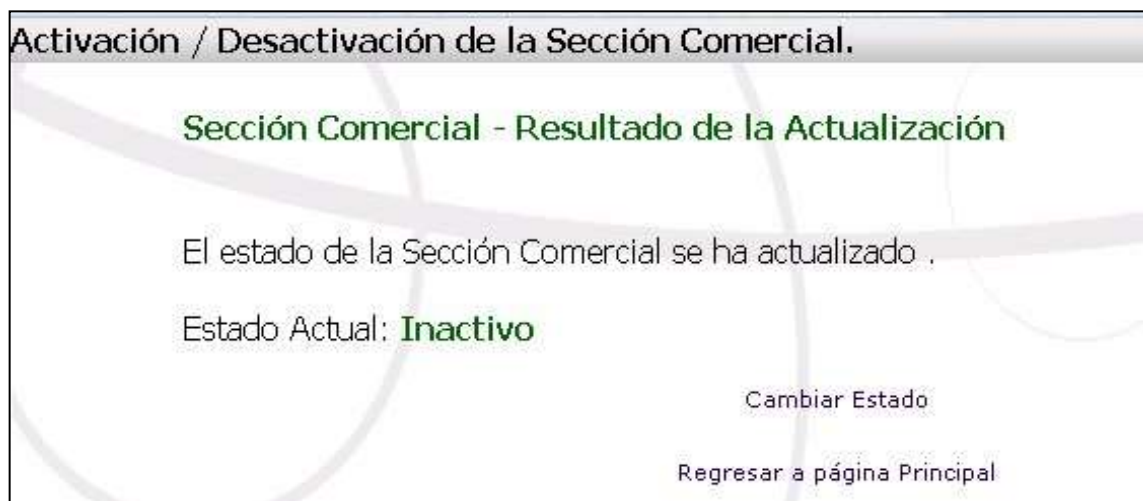 Activación / Desactivación de la Sección Comercial.
Sección Comercial - Resultado de la Actualización
El estado de la Sección Comercial se ha actualizado .
Estado Actual: Inactivo
Cambiar Estado
Regresar a página Principal